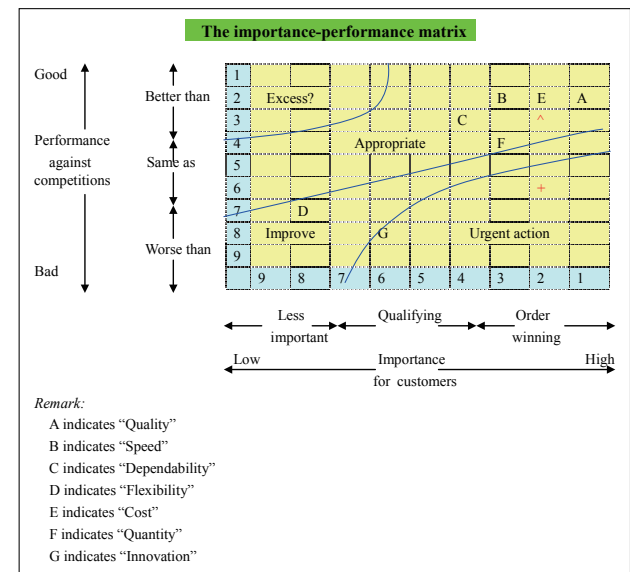 The importance-performance matrix
Good
Better than
Performance
against
competitions
Same as
Worse than
Bad
1
2 Excess? B E A
3 C ^
4 Appropriate F
5
6 +
7 D
8 Improve G Urgent action
9
9 8 7 6 5 4 3 2 1
Less important
Qualifying
Order winning
Low Importance for customers High
Remark:
A indicates “Quality”
B indicates “Speed”
C indicates “Dependability”
D indicates “Flexibility”
E indicates “Cost”
F indicates “Quantity”
G indicates “Innovation”